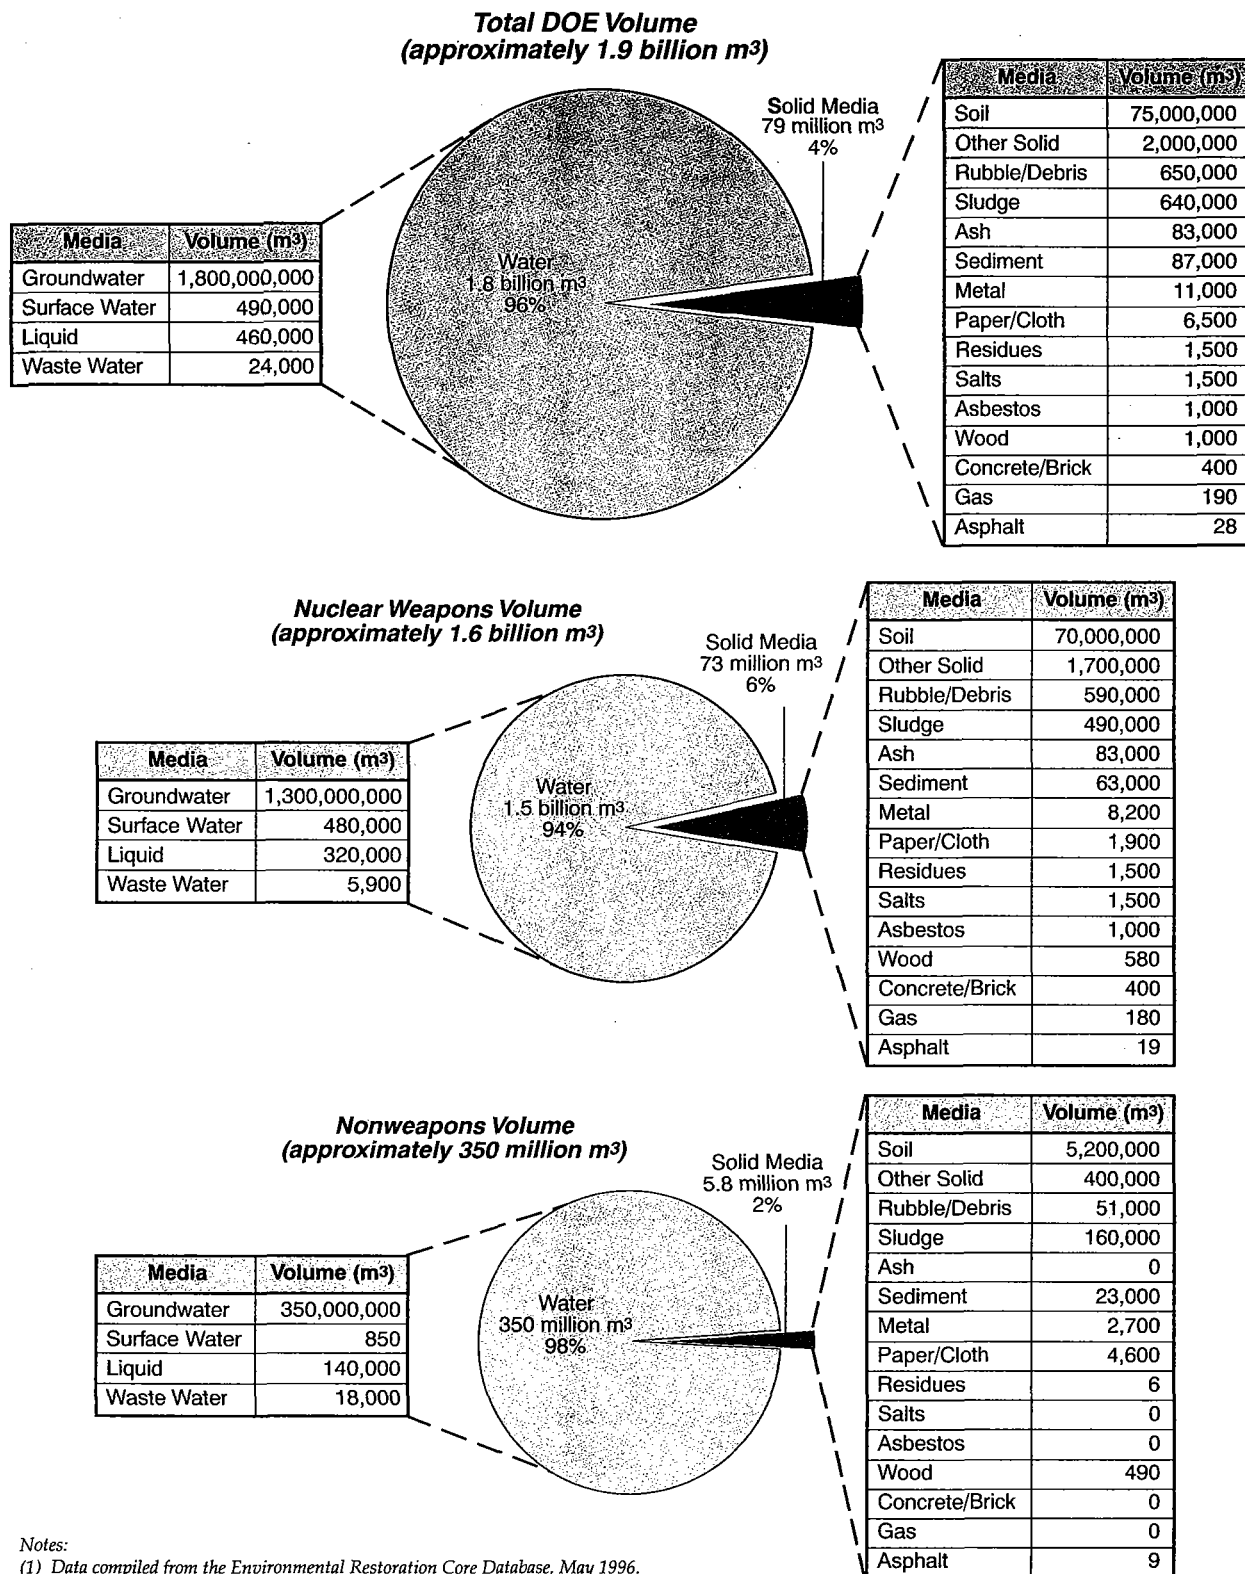 Total DOE Volume
(approximately 1.9 billion m³)
Solid Media
79 million m³
4%
Water
1.8 billion m³
96%
Media Volume (m³)
Groundwater 1,800,000,000
Surface Water 490,000
Liquid 460,000
Waste Water 24,000
Media Volume (m³)
Soil 75,000,000
Other Solid 2,000,000
Rubble/Debris 650,000
Sludge 640,000
Ash 83,000
Sediment 87,000
Metal 11,000
Paper/Cloth 6,500
Residues 1,500
Salts 1,500
Asbestos 1,000
Wood 1,000
Concrete/Brick 400
Gas 190
Asphalt 28
Nuclear Weapons Volume
(approximately 1.6 billion m³)
Solid Media
73 million m³
6%
Water
1.5 billion m³
94%
Media Volume (m³)
Groundwater 1,300,000,000
Surface Water 480,000
Liquid 320,000
Waste Water 5,900
Media Volume (m³)
Soil 70,000,000
Other Solid 1,700,000
Rubble/Debris 590,000
Sludge 490,000
Ash 83,000
Sediment 63,000
Metal 8,200
Paper/Cloth 1,900
Residues 1,500
Salts 1,500
Asbestos 1,000
Wood 580
Concrete/Brick 400
Gas 180
Asphalt 19
Nonweapons Volume
(approximately 350 million m³)
Solid Media
5.8 million m³
2%
Water
350 million m³
98%
Media Volume (m³)
Groundwater 350,000,000
Surface Water 850
Liquid 140,000
Waste Water 18,000
Media Volume (m³)
Soil 5,200,000
Other Solid 400,000
Rubble/Debris 51,000
Sludge 160,000
Ash 0
Sediment 23,000
Metal 2,700
Paper/Cloth 4,600
Residues 6
Salts 0
Asbestos 0
Wood 490
Concrete/Brick 0
Gas 0
Asphalt 9
Notes:
(1) Data compiled from the Environmental Restoration Core Database, May 1996.